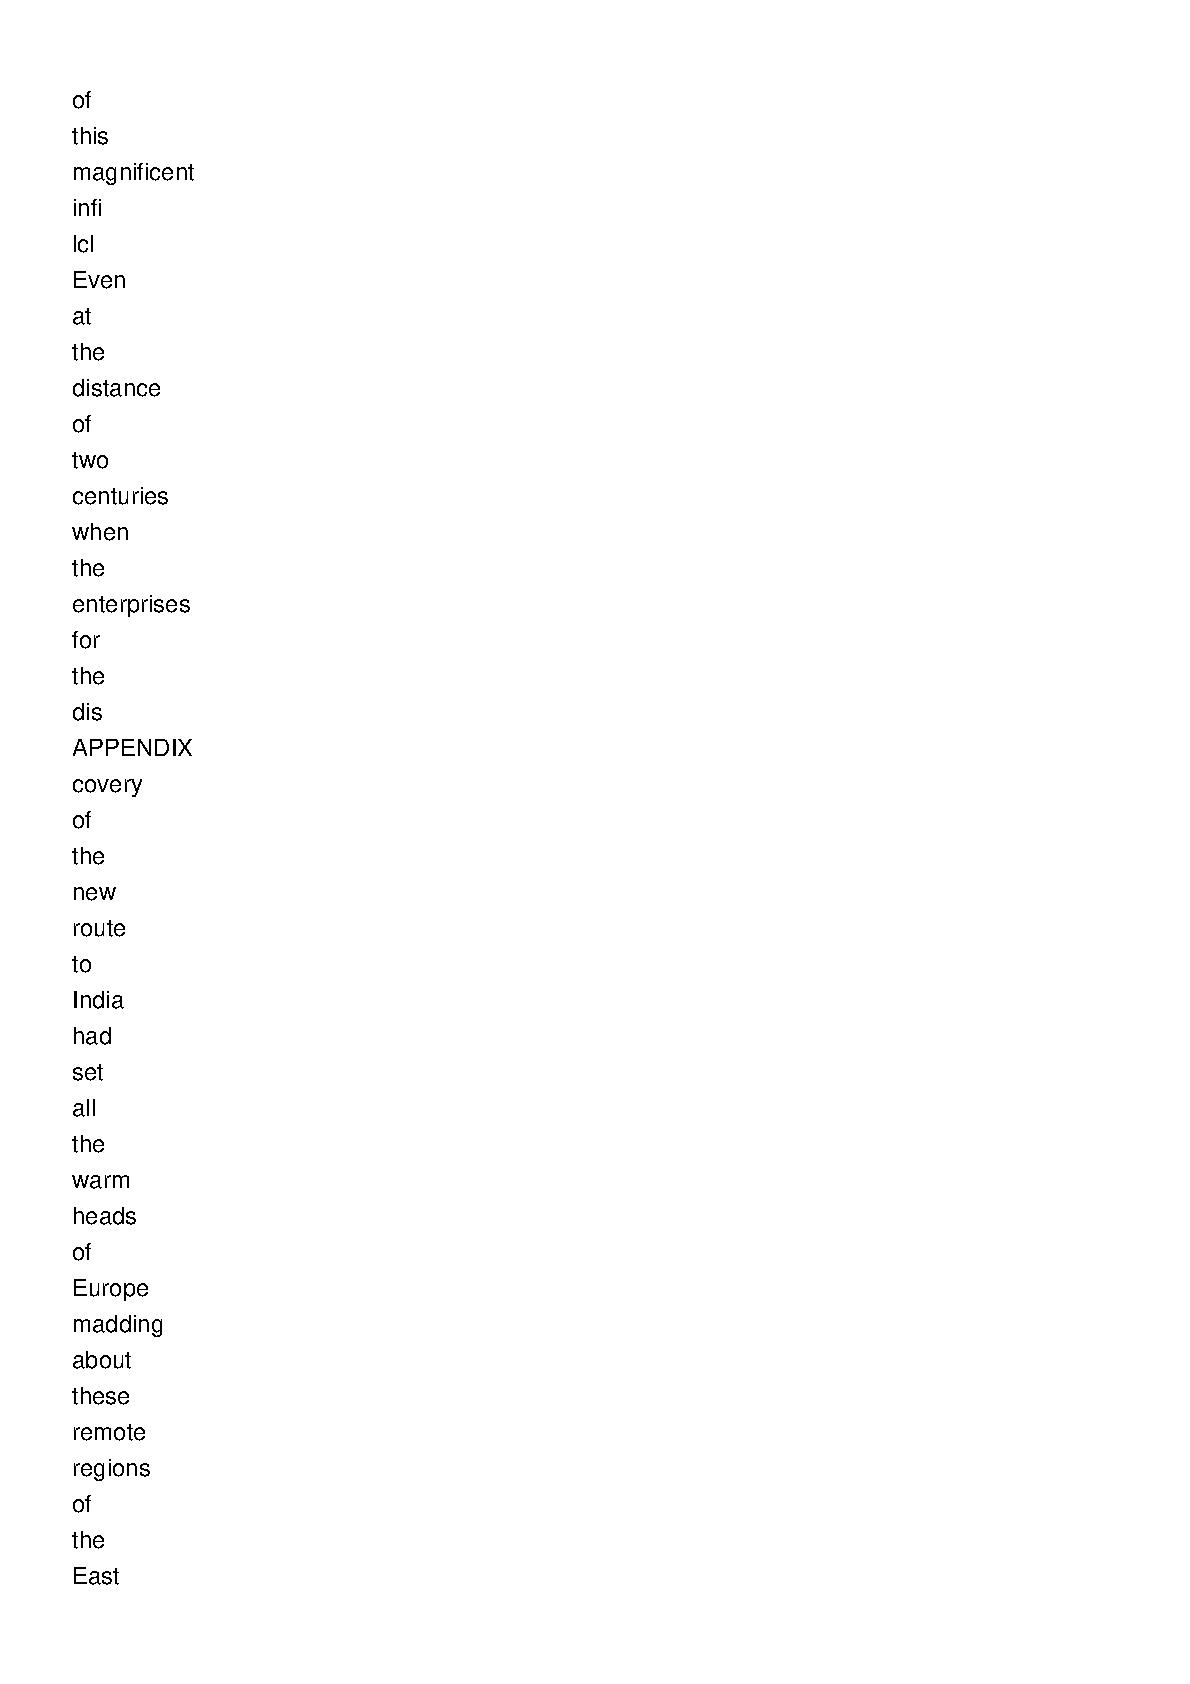 of
this
magnificent
infi
lcl
Even
at
the
distance
of
two
centuries
when
the
enterprises
for
the
dis
APPENDIX
covery
of
the
new
route
to
India
had
set
all
the
warm
heads
of
Europe
madding
about
these
remote
regions
of
the
East